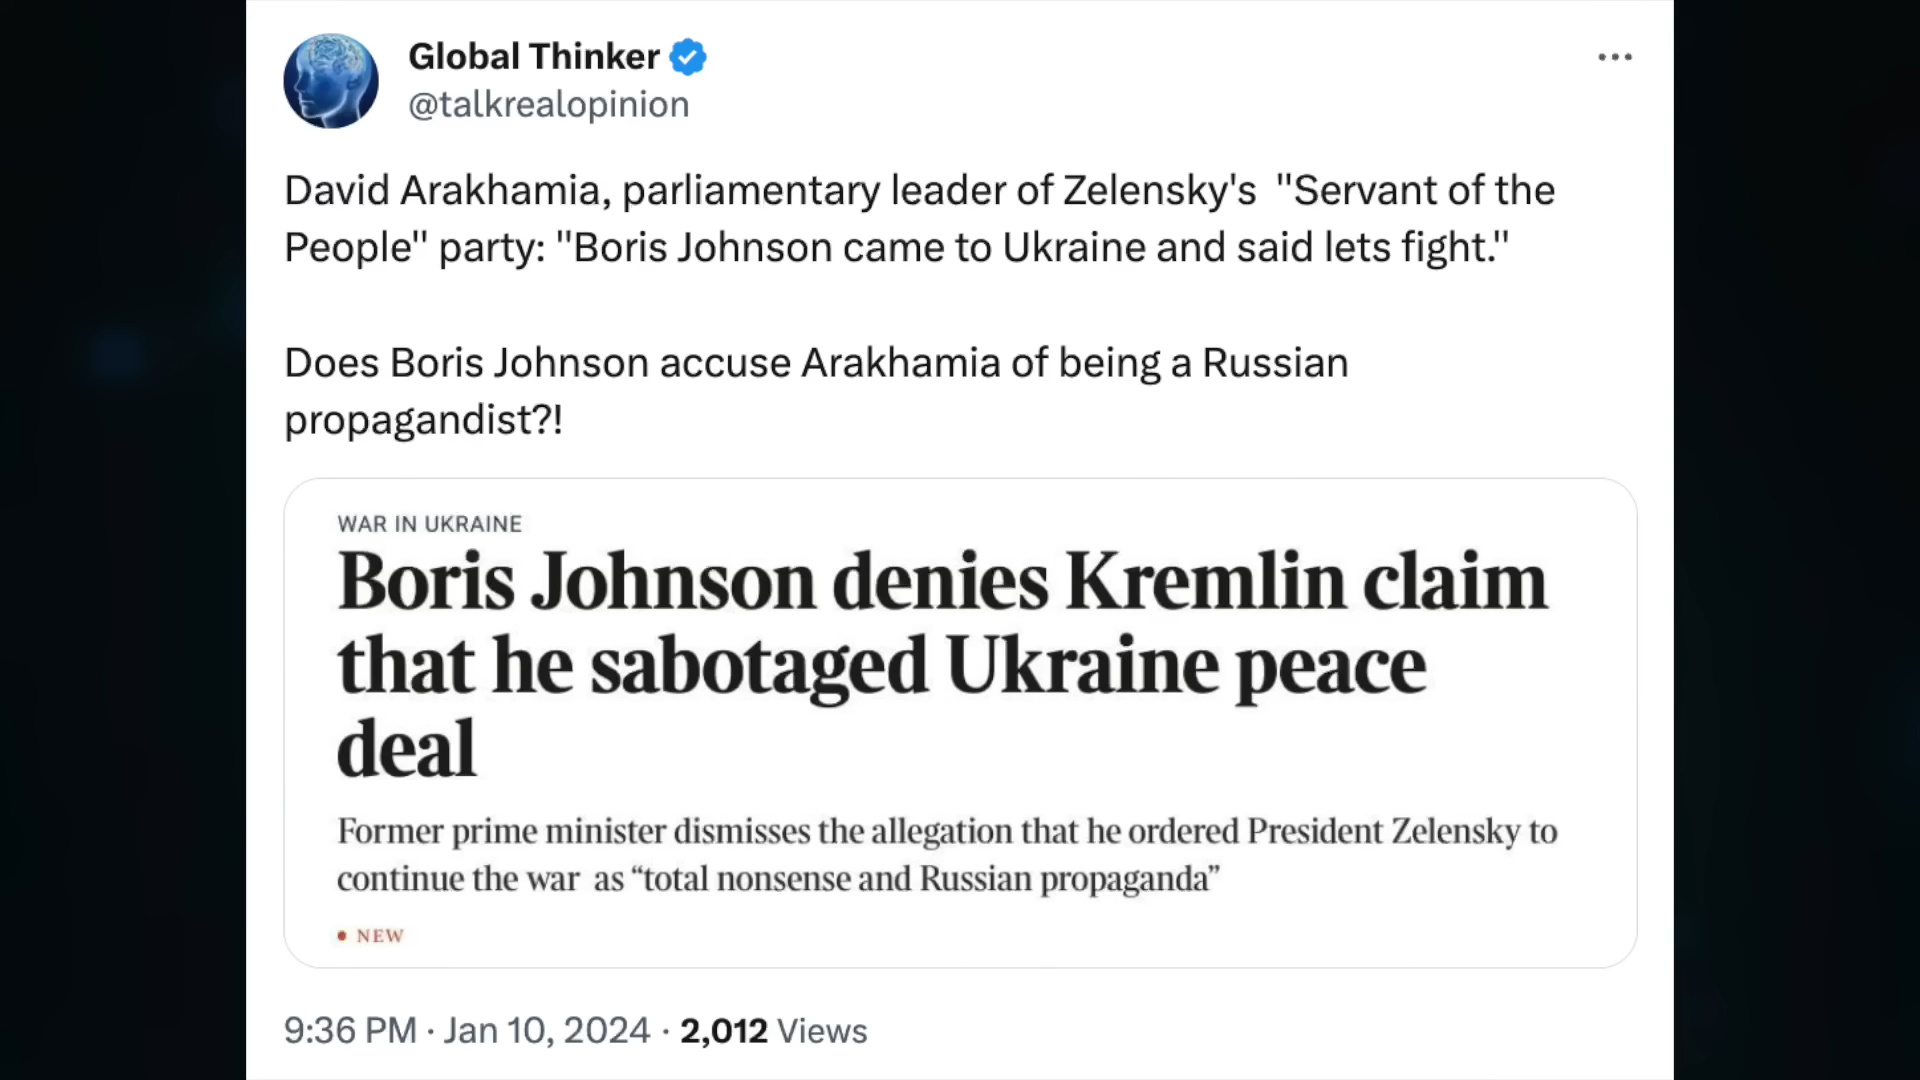 Global Thinker
@talkrealopinion
David Arakhamia, parliamentary leader of Zelensky's  "Servant of the
People" party: "Boris Johnson came to Ukraine and said lets fight."
Does Boris Johnson accuse Arakhamia of being a Russian
propagandist?!
WAR IN UKRAINE
Boris Johnson denies Kremlin claim
that he sabotaged Ukraine peace
deal
Former prime minister dismisses the allegation that he ordered President Zelensky to
continue the war  as “total nonsense and Russian propaganda”
• NEW
9:36 PM · Jan 10, 2024 · 2,012 Views